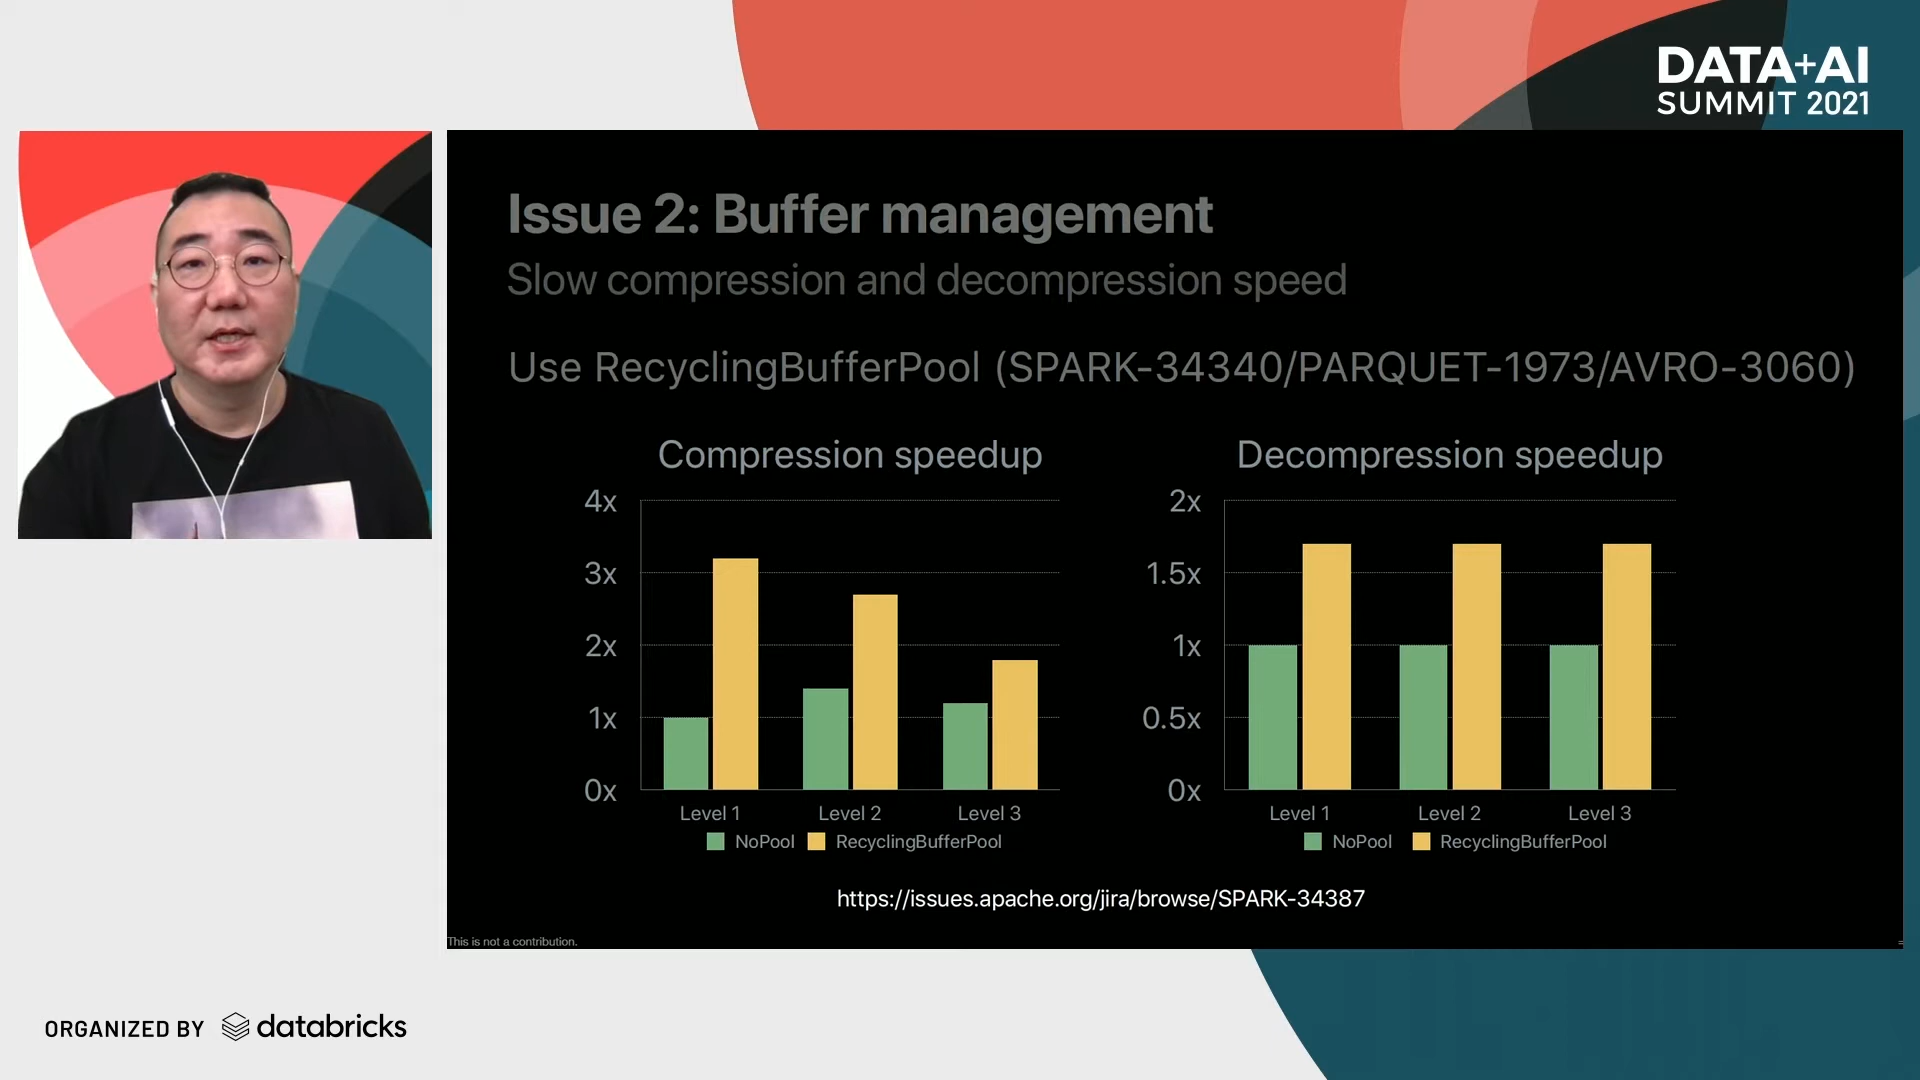 DATA+AI
SUMMIT 2021
Issue 2: Buffer management
Slow compression and decompression speed
Use RecyclingBufferPool (SPARK-34340/PARQUET-1973/AVRO-3060)
Compression speedup
4x
3x
2x
1x
0x
Level 1 Level 2 Level 3
NoPool RecyclingBufferPool
Decompression speedup
2x
1.5x
1x
0.5x
0x
Level 1 Level 2 Level 3
NoPool RecyclingBufferPool
https://issues.apache.org/jira/browse/SPARK-34387
This is not a contribution.
ORGANIZED BY databricks